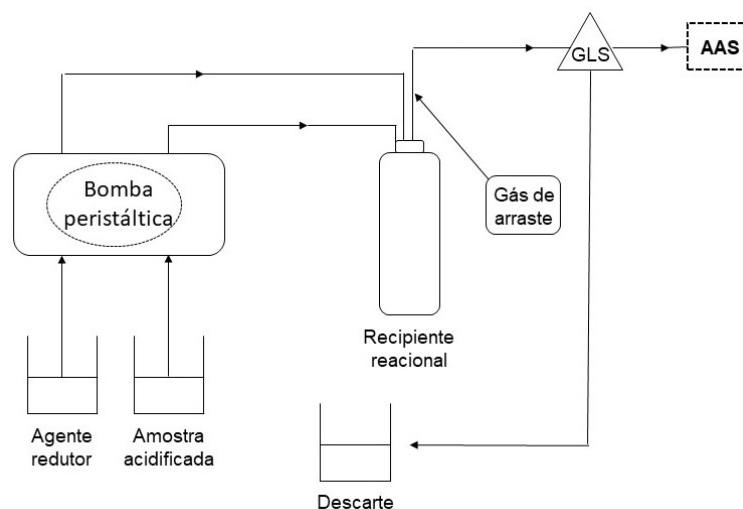 GLS
AAS
Bomba
peristáltica
Gás de
arraste
Recipiente
reacional
Agente
redutor
Amostra
acidificada
Descarte